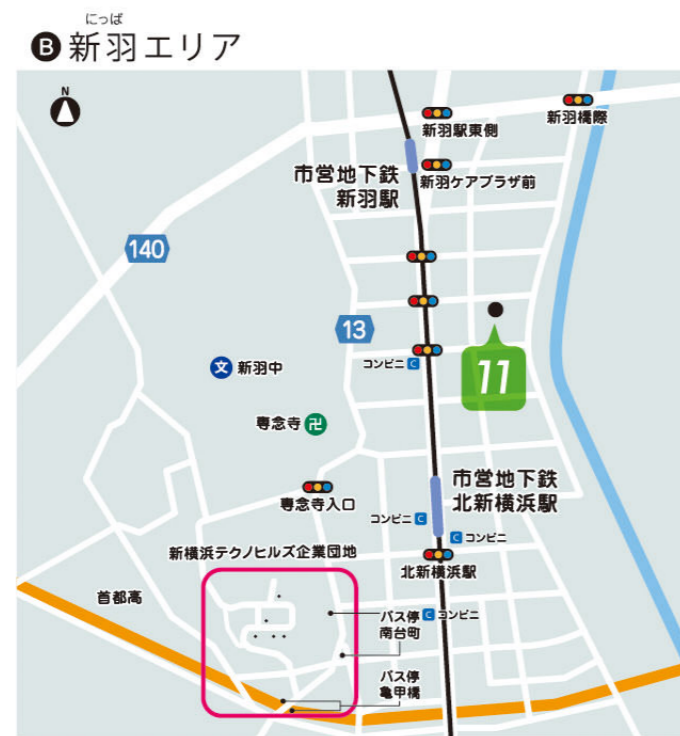 にっぱ
B 新羽エリア
N
新羽駅東側
新羽橋際
市営地下鉄
新羽駅
新羽ケアプラザ前
140
13
コンビニ C
11
文 新羽中
専念寺 卍
専念寺入口
市営地下鉄
北新横浜駅
コンビニ C
C コンビニ
新横浜テクノヒルズ企業団地
北新横浜駅
首都高
バス停
南台町
C コンビニ
バス停
亀甲橋